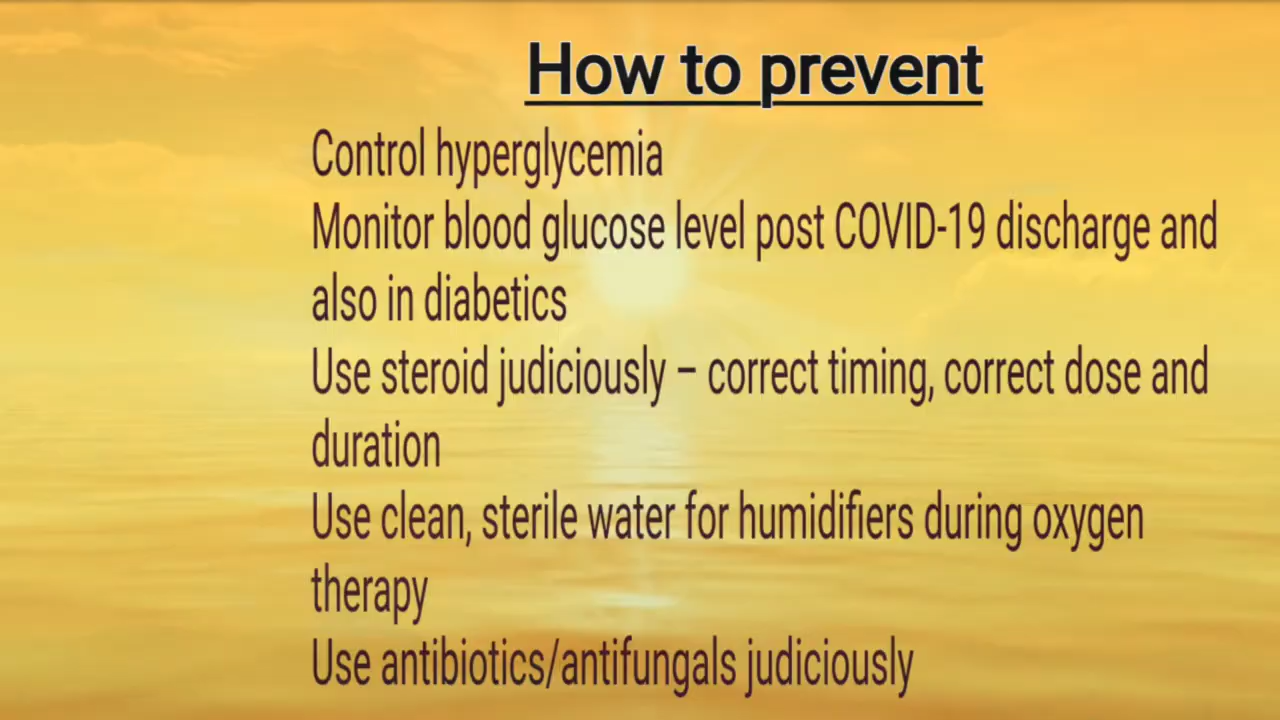 How to prevent
Control hyperglycemia
Monitor blood glucose level post COVID-19 discharge and
also in diabetics
Use steroid judiciously – correct timing, correct dose and
duration
Use clean, sterile water for humidifiers during oxygen
therapy
Use antibiotics/antifungals judiciously